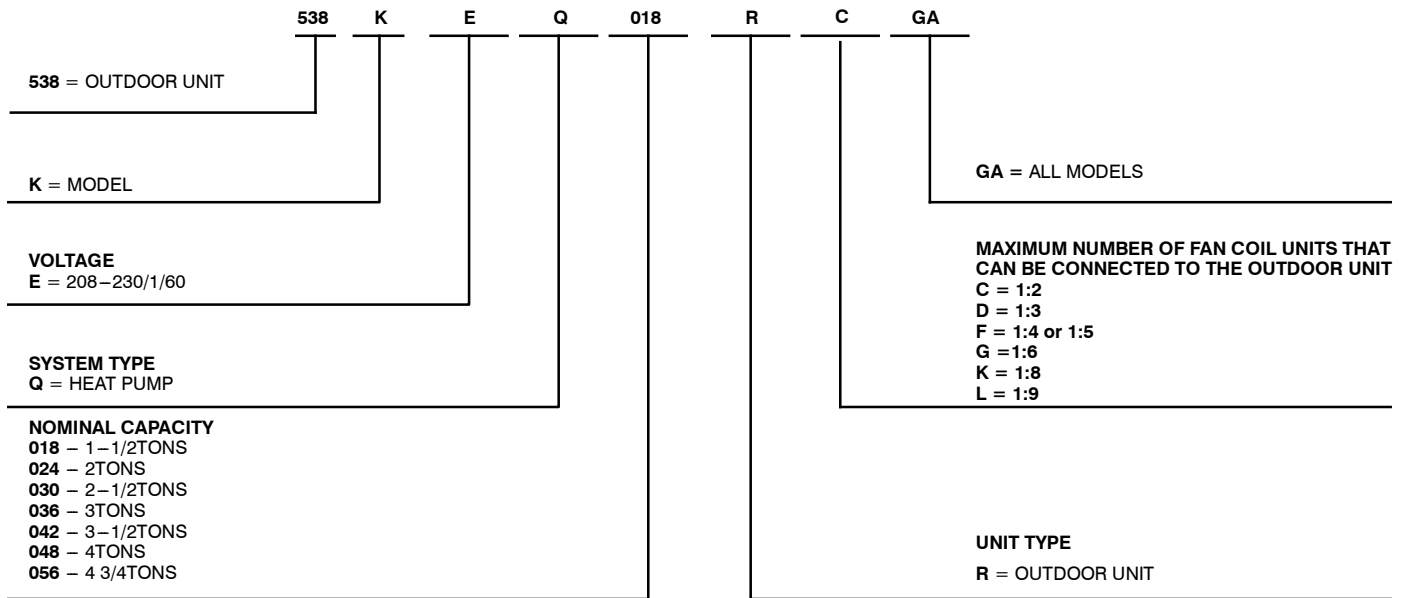 538 K E Q 018 R C GA
538 = OUTDOOR UNIT
K = MODEL
VOLTAGE
E = 208-230/1/60
SYSTEM TYPE
Q = HEAT PUMP
NOMINAL CAPACITY
018 - 1-1/2TONS
024 - 2TONS
030 - 2-1/2TONS
036 - 3TONS
042 - 3-1/2TONS
048 - 4TONS
056 - 4 3/4TONS
GA = ALL MODELS
MAXIMUM NUMBER OF FAN COIL UNITS THAT
CAN BE CONNECTED TO THE OUTDOOR UNIT
C = 1:2
D = 1:3
F = 1:4 or 1:5
G =1:6
K = 1:8
L = 1:9
UNIT TYPE
R = OUTDOOR UNIT